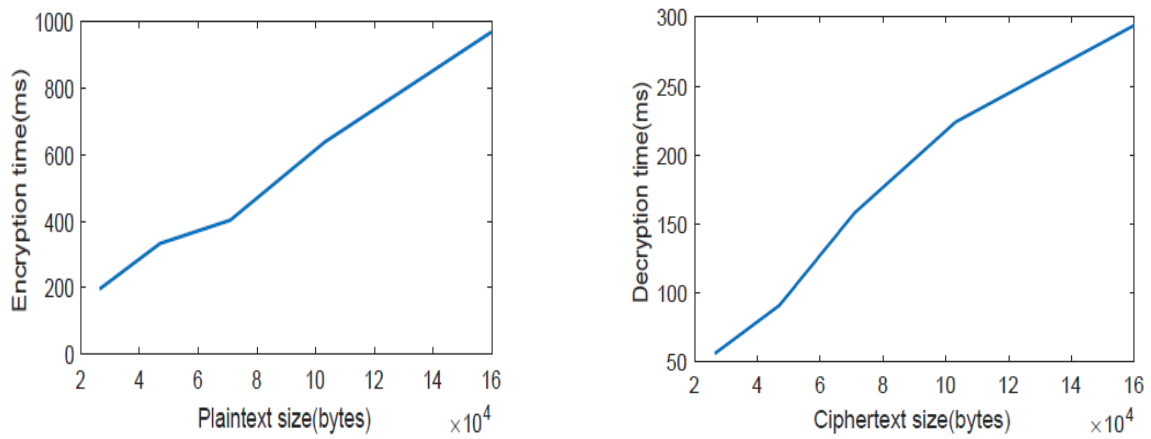 1000
800
600
400
200
0
Encryption time(ms)
2 4 6 8 10 12 14 16
Plaintext size(bytes) ×10^4
300
250
200
150
100
50
Decryption time(ms)
2 4 6 8 10 12 14 16
Ciphertext size(bytes) ×10^4